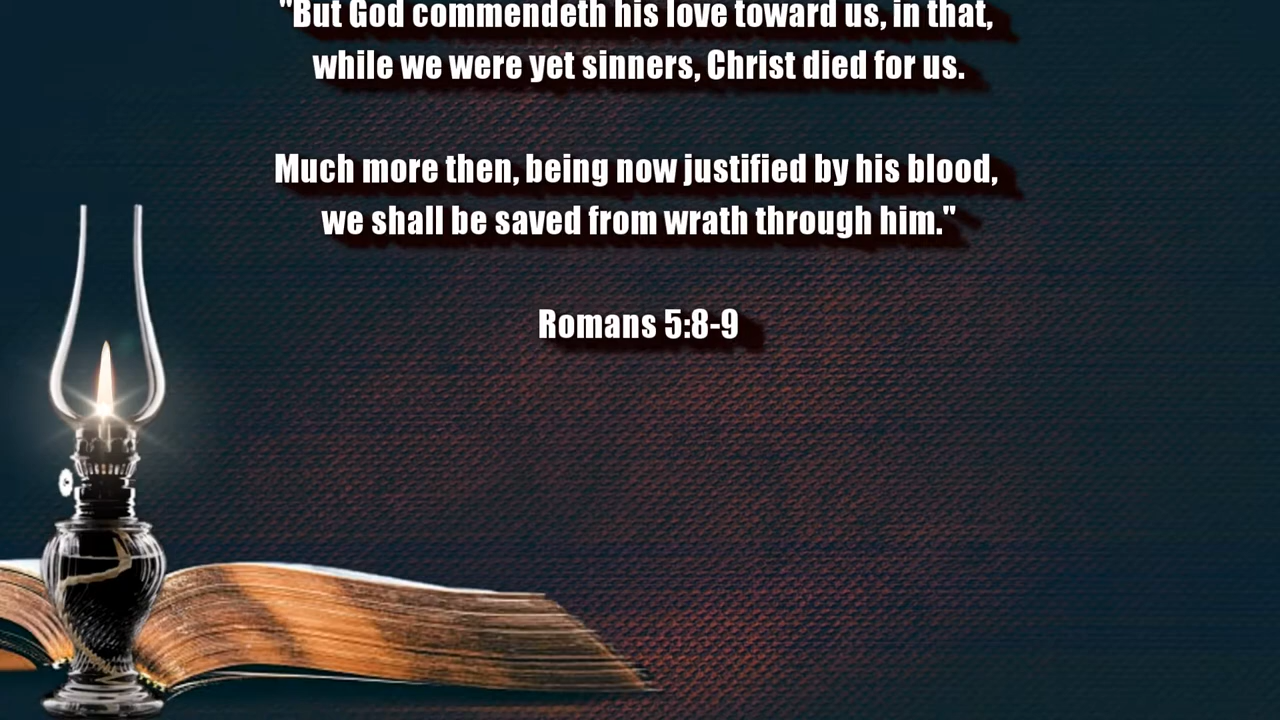 "But God commendeth his love toward us, in that,
while we were yet sinners, Christ died for us.
Much more then, being now justified by his blood,
we shall be saved from wrath through him."
Romans 5:8-9